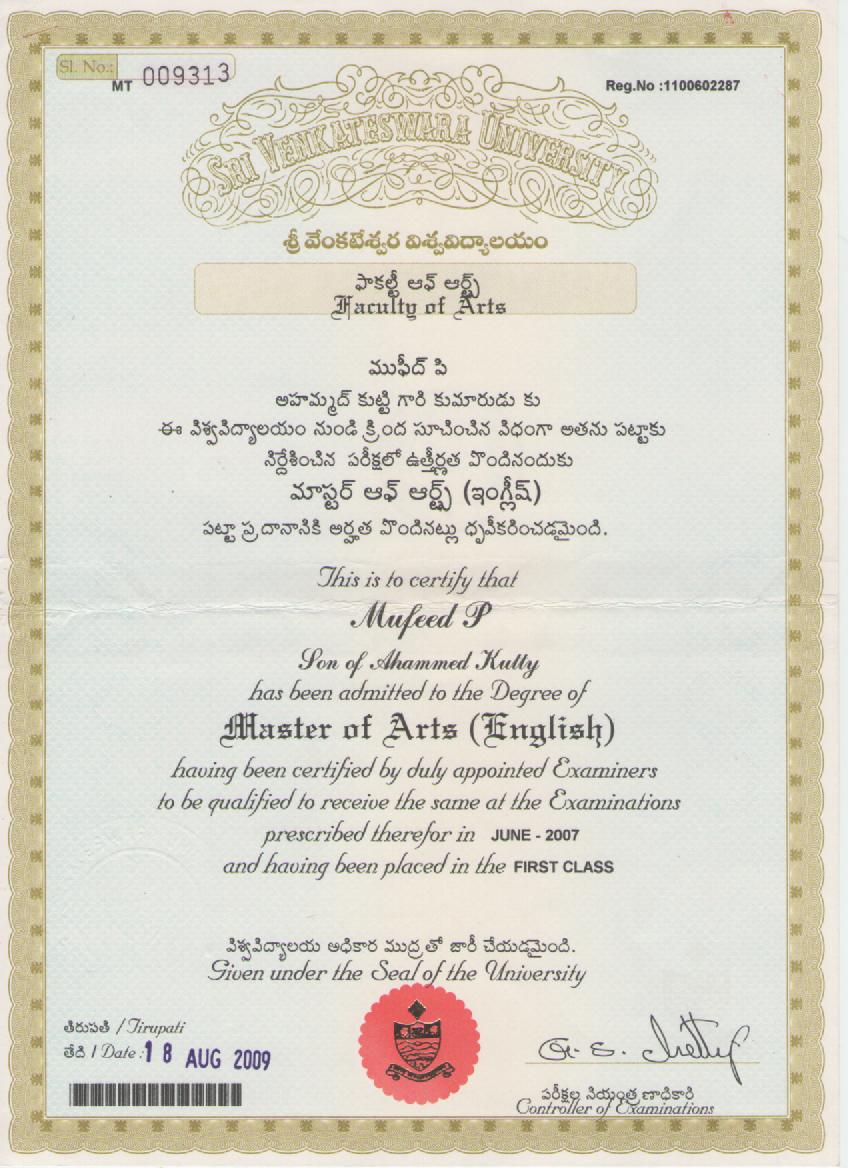 Sl. No.:
MT 009313
Reg.No :1100602287
SRI VENKATESWARA UNIVERSITY
శ్రీ వేంకటేశ్వర విశ్వవిద్యాలయం
ఫాకల్టీ ఆఫ్ ఆర్ట్స్
Faculty of Arts
ముఫీద్ పి
అహమ్మద్ కుట్టి గారి కుమారుడు కు
ఈ విశ్వవిద్యాలయం నుండి క్రింద సూచించిన విధంగా అతను పట్టాకు
నిర్దేశించిన పరీక్షలో ఉత్తీర్ణత పొందినందుకు
మాస్టర్ ఆఫ్ ఆర్ట్స్ (ఇంగ్లీష్)
పట్టా ప్రదానానికి అర్హత పొందినట్లు ధృవీకరించడమైంది.
This is to certify that
Mufeed P
Son of Ahammed Kutty
has been admitted to the Degree of
Master of Arts (English)
having been certified by duly appointed Examiners
to be qualified to receive the same at the Examinations
prescribed therefor in JUNE - 2007
and having been placed in the FIRST CLASS
విశ్వవిద్యాలయ అధికార ముద్ర తో జారీ చేయడమైంది.
Given under the Seal of the University
తిరుపతి / Tirupati
తేది / Date : 18 AUG 2009
పరీక్షల నియంత్రణాధికారి
Controller of Examinations